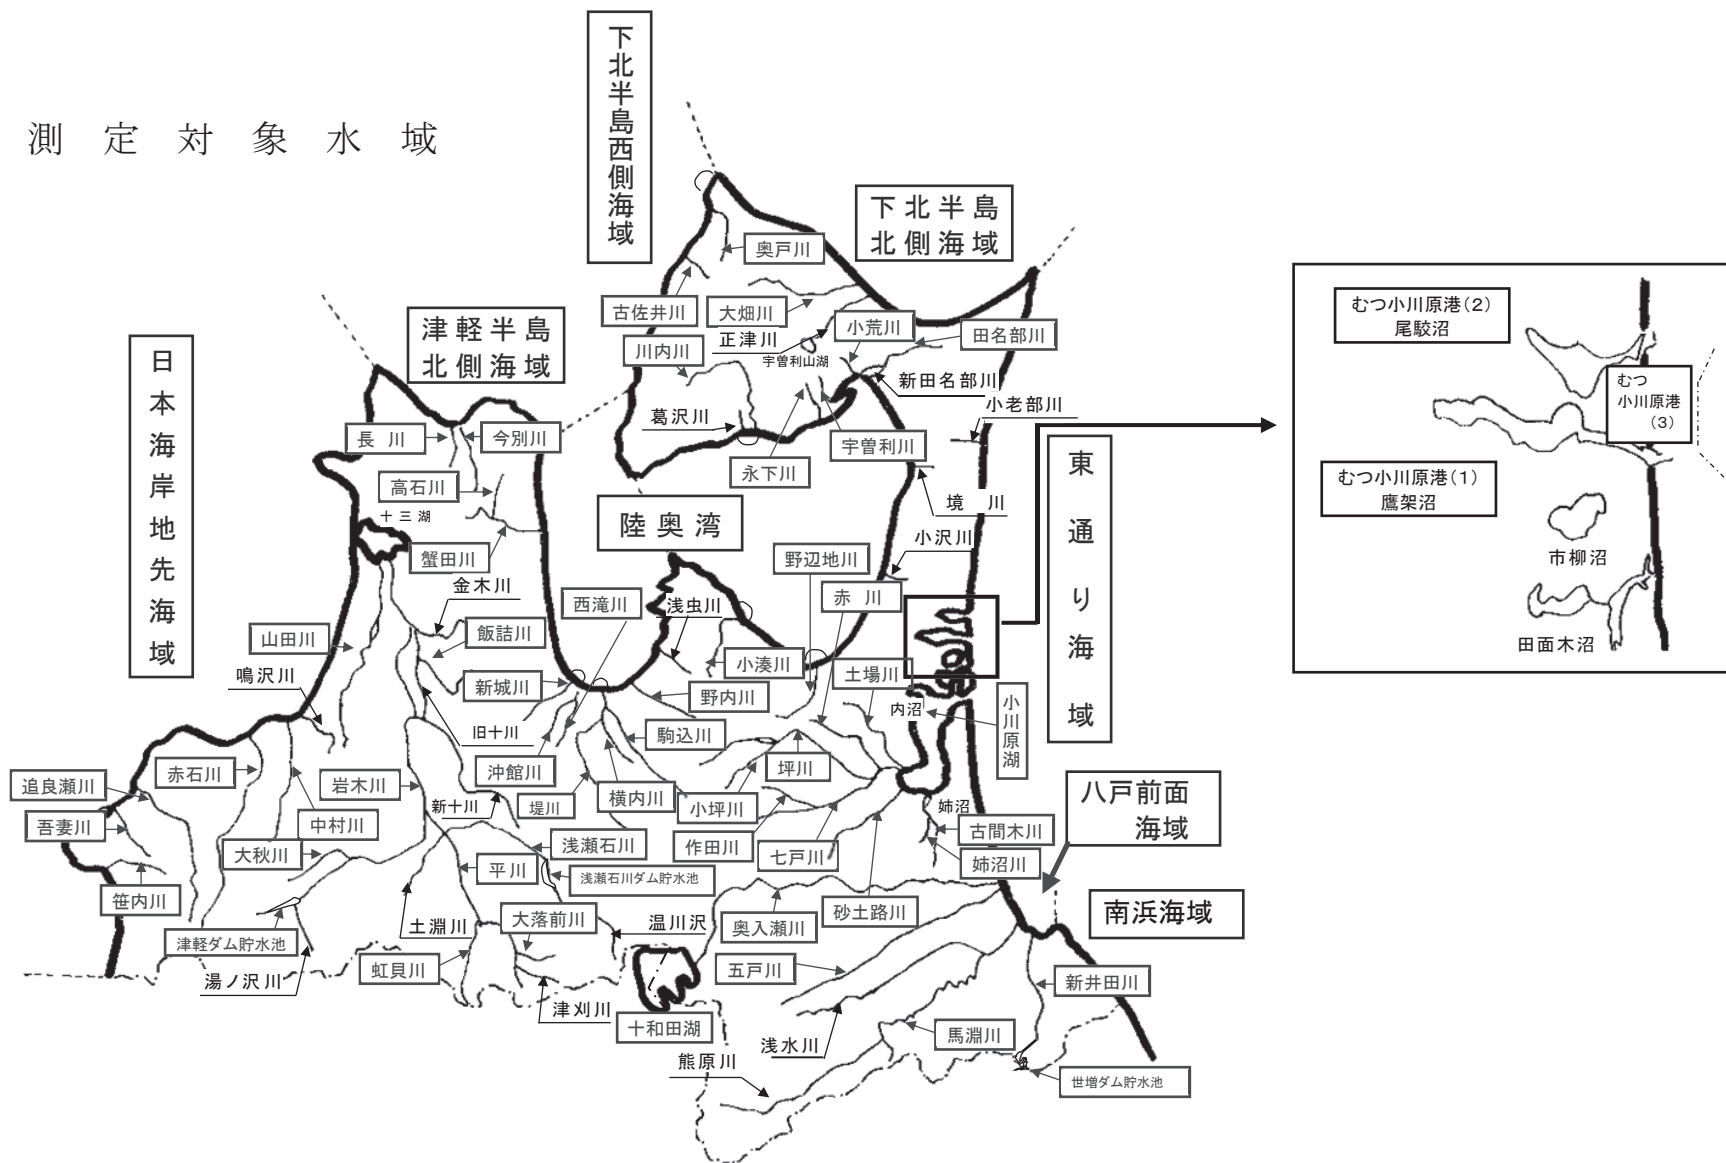 測定対象水域
下北半島西側海域
下北半島
北側海域
奥戸川
古佐井川
大畑川
正津川
小荒川
田名部川
川内川
宇曽利山湖
新田名部川
小老部川
葛沢川
永下川
宇曽利川
津軽半島
北側海域
長川
今別川
高石川
十三湖
蟹田川
金木川
日本海岸地先海域
陸奥湾
東通り海域
境川
小沢川
野辺地川
赤川
西滝川
浅虫川
山田川
飯詰川
鳴沢川
新城川
小湊川
野内川
土場川
内沼
小川原湖
旧十川
駒込川
沖館川
坪川
追良瀬川
赤石川
岩木川
新十川
堤川
横内川
小坪川
吾妻川
中村川
大秋川
浅瀬石川
作田川
七戸川
姉沼
古間木川
姉沼川
八戸前面
海域
平川
浅瀬石川ダム貯水池
笹内川
津軽ダム貯水池
湯ノ沢川
土淵川
大落前川
温川沢
奥入瀬川
砂土路川
南浜海域
虹貝川
津刈川
十和田湖
五戸川
新井田川
浅水川
馬淵川
熊原川
世増ダム貯水池
むつ小川原港(2)
尾鮫沼
むつ
小川原港
(3)
むつ小川原港(1)
鷹架沼
市柳沼
田面木沼